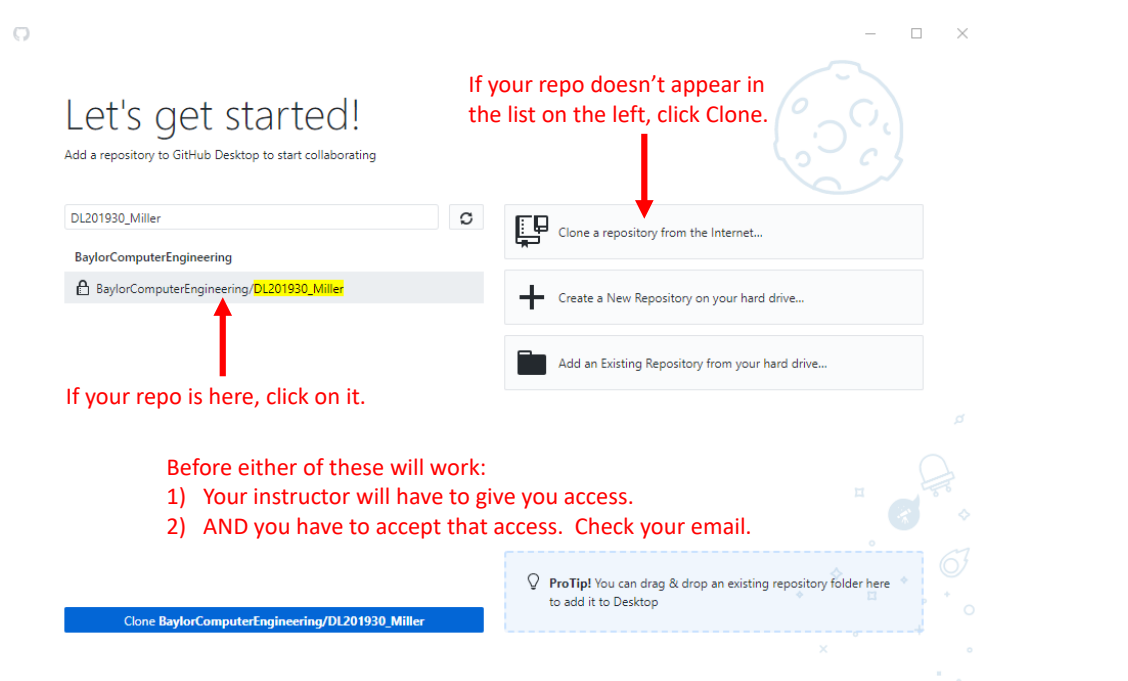 If your repo doesn’t appear in
the list on the left, click Clone.
Let's get started!
Add a repository to GitHub Desktop to start collaborating
DL201930_Miller
BaylorComputerEngineering
BaylorComputerEngineering/DL201930_Miller
Clone a repository from the Internet...
Create a New Repository on your hard drive...
Add an Existing Repository from your hard drive...
If your repo is here, click on it.
Before either of these will work:
1) Your instructor will have to give you access.
2) AND you have to accept that access. Check your email.
ProTip! You can drag & drop an existing repository folder here
to add it to Desktop
Clone BaylorComputerEngineering/DL201930_Miller